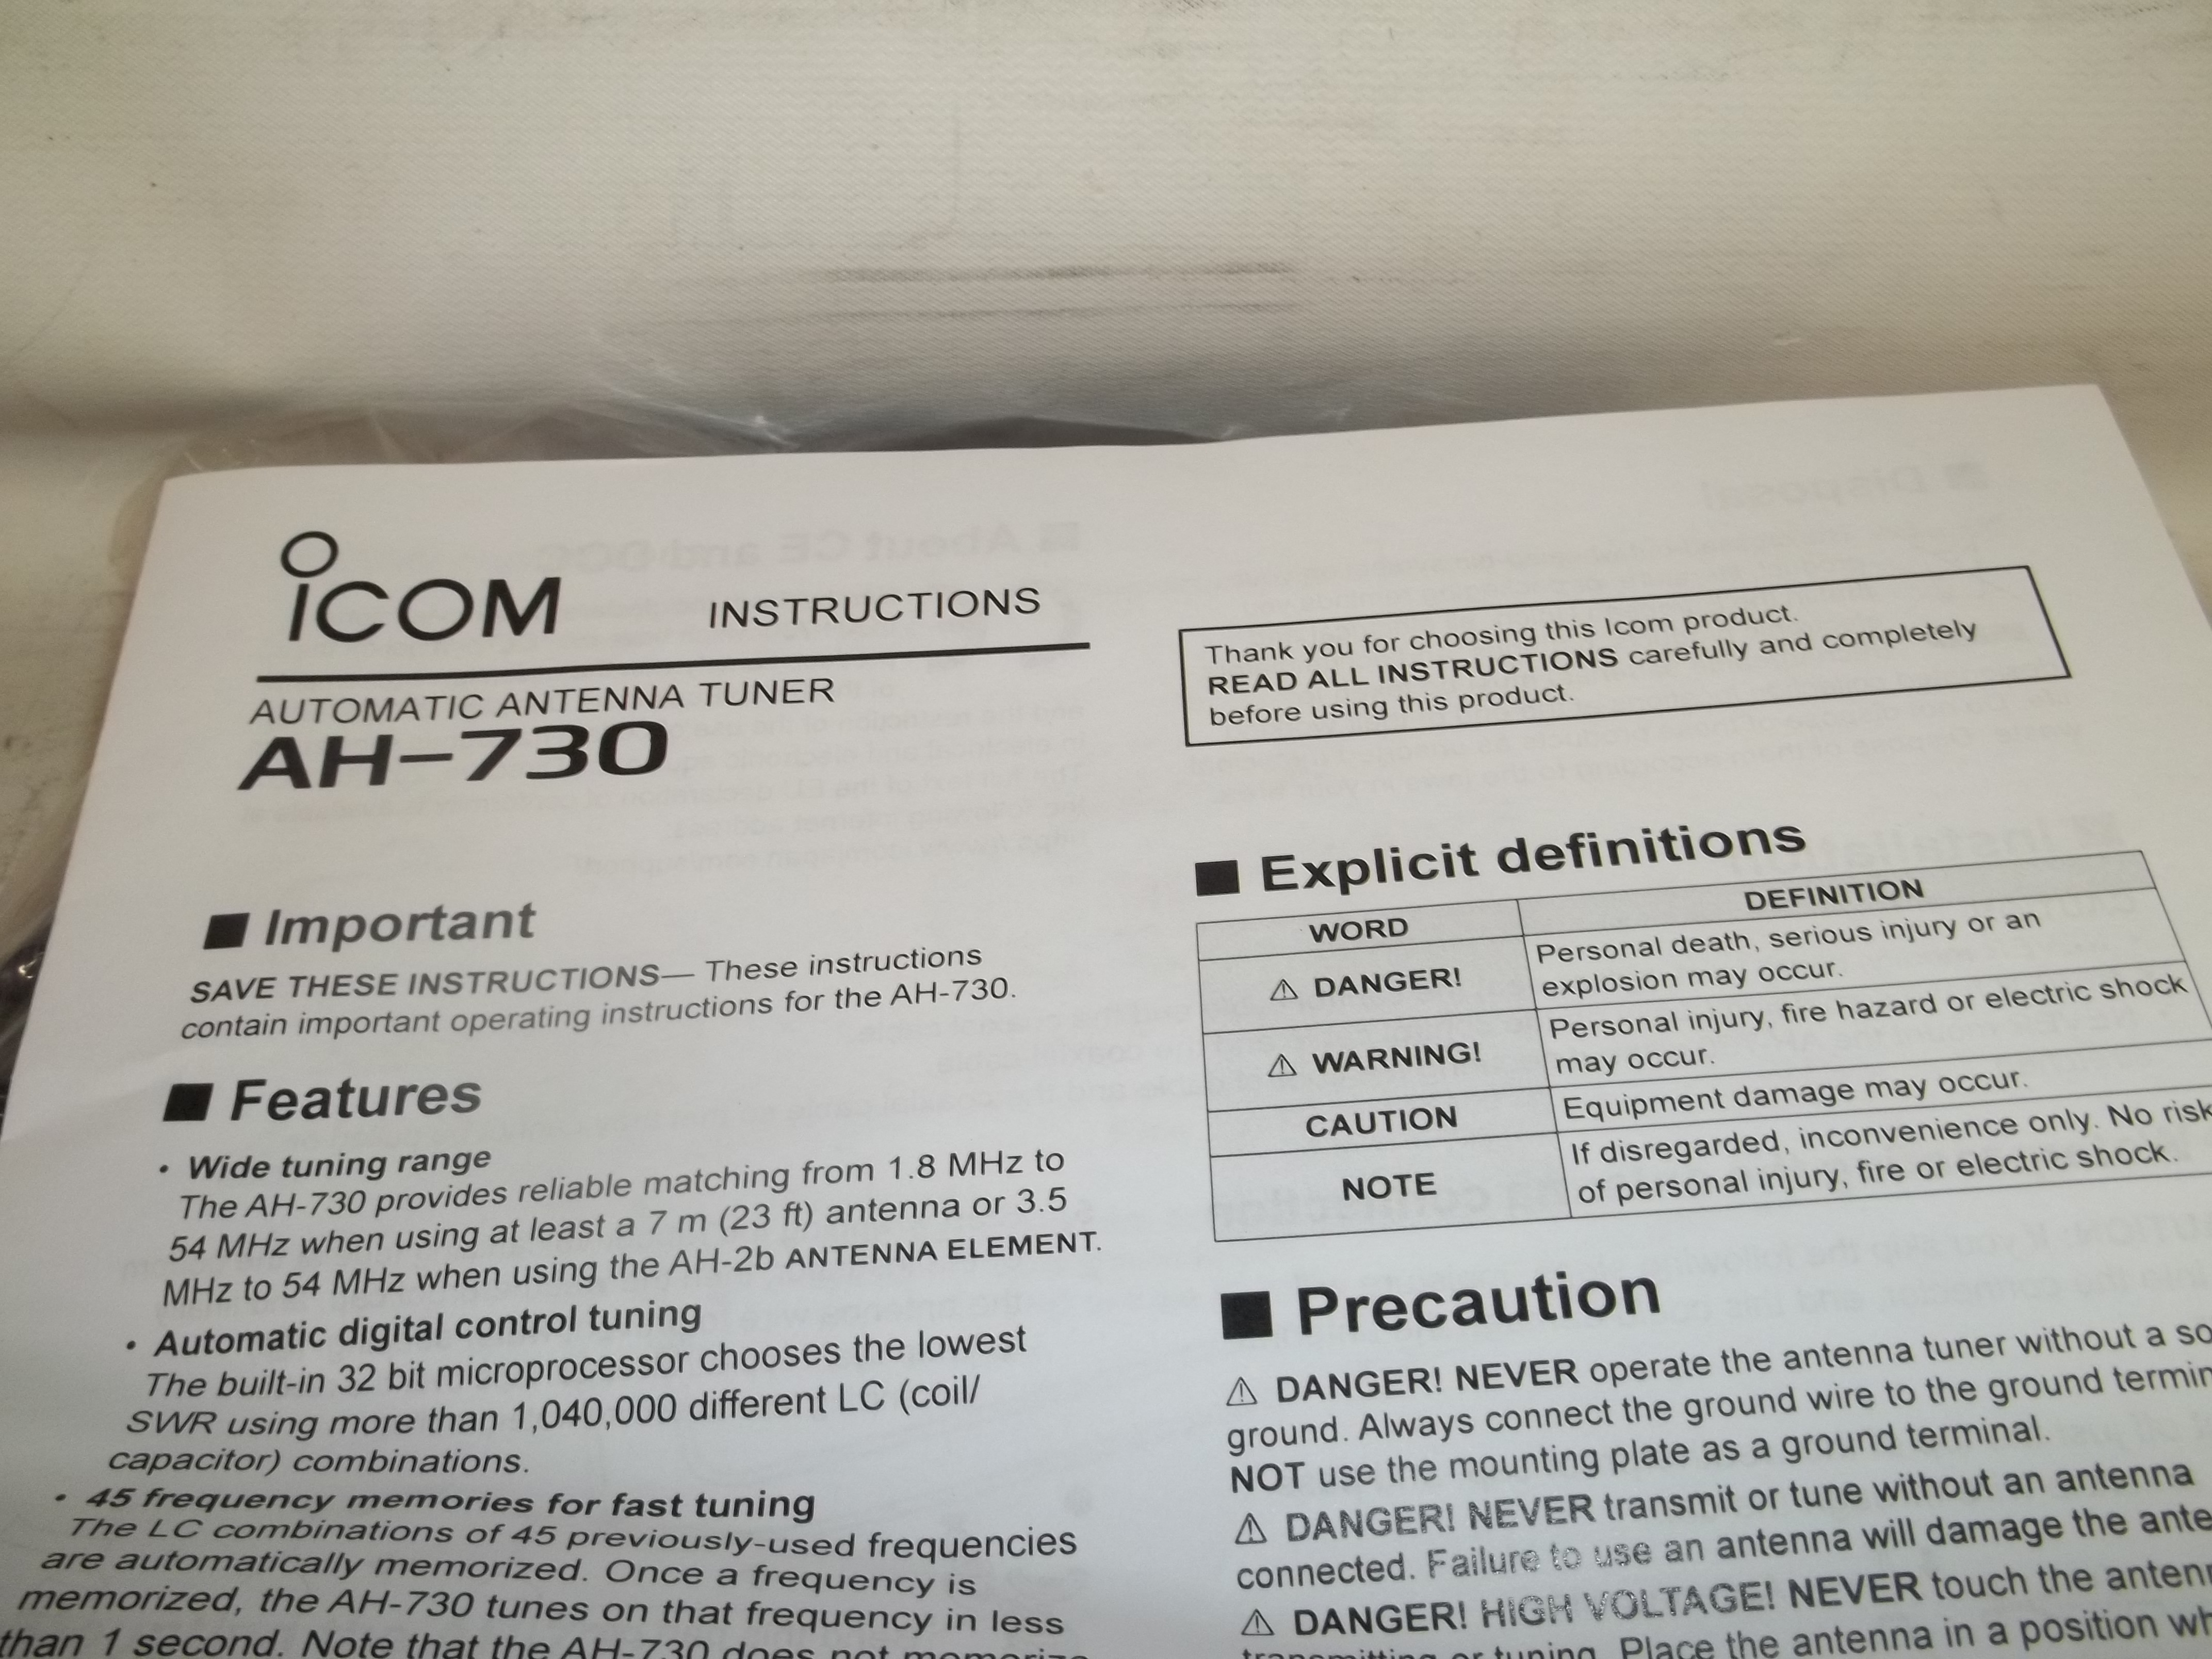 ICOM
INSTRUCTIONS
AUTOMATIC ANTENNA TUNER
AH-730
■ Important
SAVE THESE INSTRUCTIONS— These instructions
contain important operating instructions for the AH-730.
■ Features
• Wide tuning range
The AH-730 provides reliable matching from 1.8 MHz to
54 MHz when using at least a 7 m (23 ft) antenna or 3.5
MHz to 54 MHz when using the AH-2b ANTENNA ELEMENT.
• Automatic digital control tuning
The built-in 32 bit microprocessor chooses the lowest
SWR using more than 1,040,000 different LC (coil/
capacitor) combinations.
• 45 frequency memories for fast tuning
The LC combinations of 45 previously-used frequencies
are automatically memorized. Once a frequency is
memorized, the AH-730 tunes on that frequency in less
than 1 second. Note that the AH-730 does not memorize
Thank you for choosing this Icom product.
READ ALL INSTRUCTIONS carefully and completely
before using this product.
■ Explicit definitions
WORD DEFINITION
⚠ DANGER! Personal death, serious injury or an
explosion may occur.
⚠ WARNING! Personal injury, fire hazard or electric shock
may occur.
CAUTION Equipment damage may occur.
NOTE If disregarded, inconvenience only. No risk
of personal injury, fire or electric shock.
■ Precaution
⚠ DANGER! NEVER operate the antenna tuner without a
ground. Always connect the ground wire to the ground
NOT use the mounting plate as a ground terminal.
⚠ DANGER! NEVER transmit or tune without an antenna
connected. Failure to use an antenna will damage the
⚠ DANGER! HIGH VOLTAGE! NEVER touch the
transmitting or tuning. Place the antenna in a position